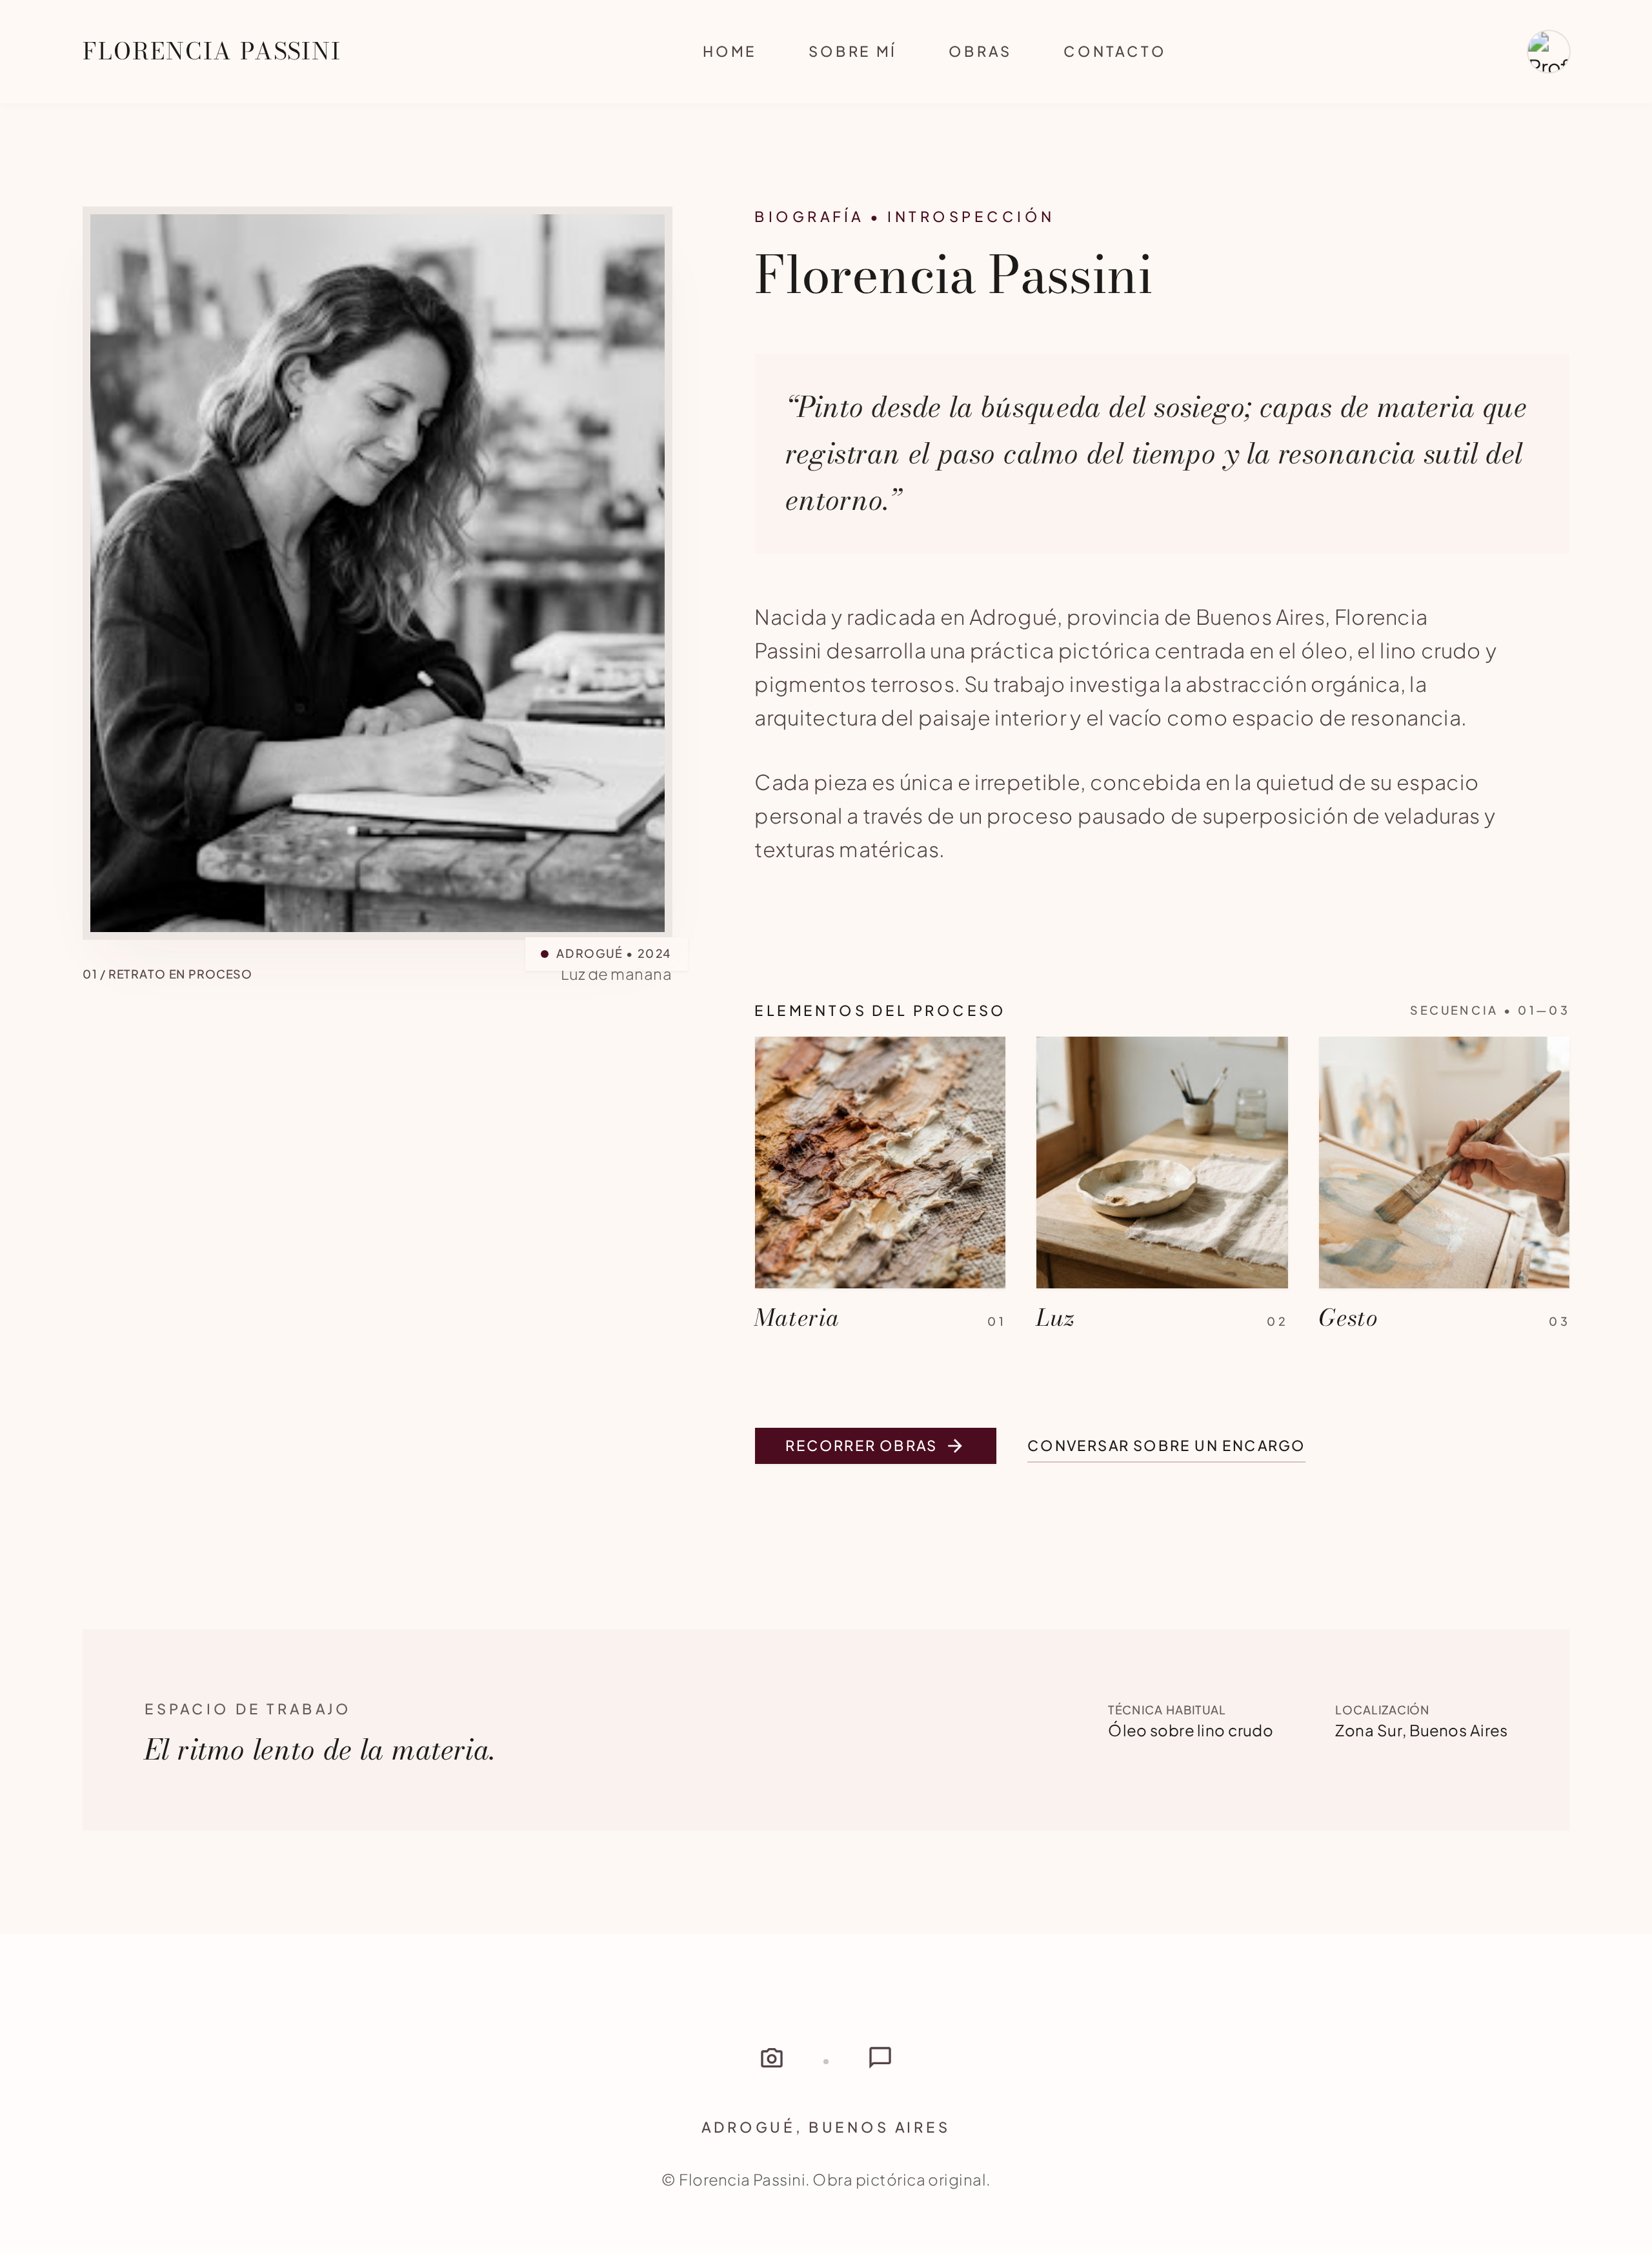 FLORENCIA PASSINI
HOME
SOBRE MÍ
OBRAS
CONTACTO
BIOGRAFÍA • INTROSPECCIÓN
Florencia Passini
“Pinto desde la búsqueda del sosiego; capas de materia que
registran el paso calmo del tiempo y la resonancia sutil del
entorno.”
Nacida y radicada en Adrogué, provincia de Buenos Aires, Florencia
Passini desarrolla una práctica pictórica centrada en el óleo, el lino crudo y
pigmentos terrosos. Su trabajo investiga la abstracción orgánica, la
arquitectura del paisaje interior y el vacío como espacio de resonancia.
Cada pieza es única e irrepetible, concebida en la quietud de su espacio
personal a través de un proceso pausado de superposición de veladuras y
texturas matéricas.
ADROGUÉ • 2024
01 / RETRATO EN PROCESO
Luz de mañana
ELEMENTOS DEL PROCESO
SECUENCIA • 01—03
Materia 01
Luz 02
Gesto 03
RECORRER OBRAS →
CONVERSAR SOBRE UN ENCARGO
ESPACIO DE TRABAJO
El ritmo lento de la materia.
TÉCNICA HABITUAL
Óleo sobre lino crudo
LOCALIZACIÓN
Zona Sur, Buenos Aires
ADROGUÉ, BUENOS AIRES
© Florencia Passini. Obra pictórica original.